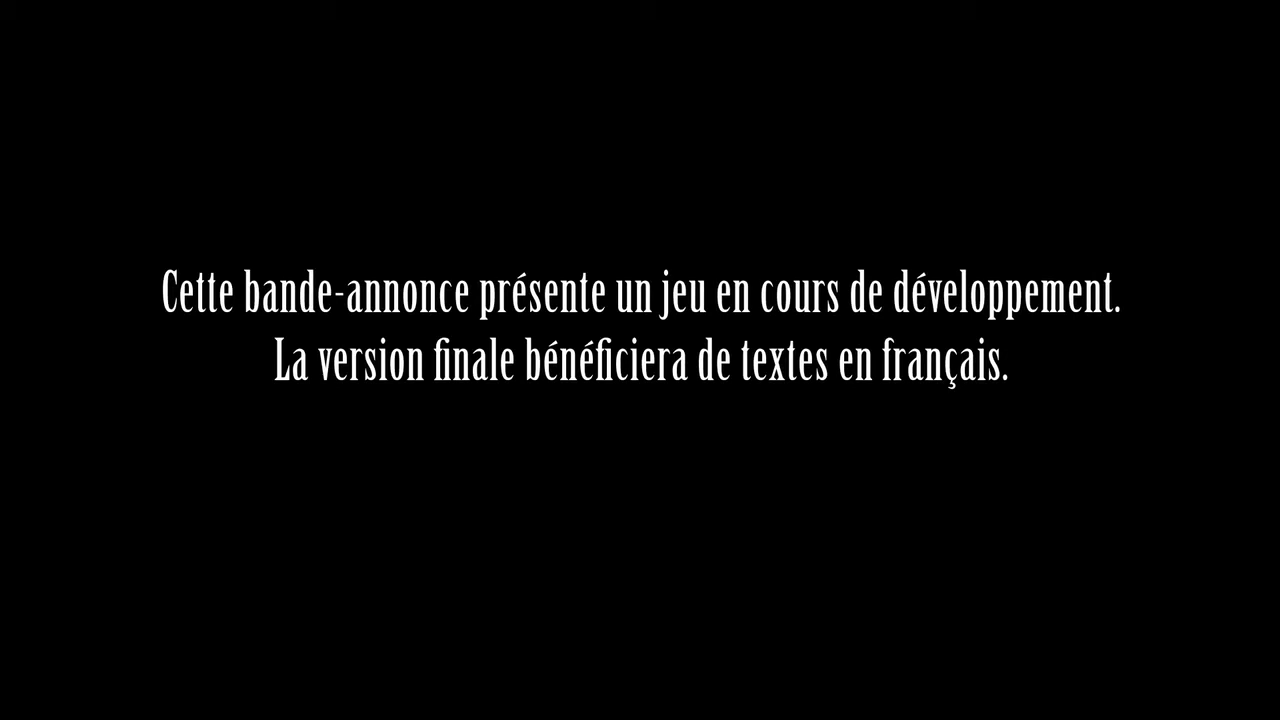 Cette bande-annonce présente un jeu en cours de développement.
La version finale bénéficiera de textes en français.